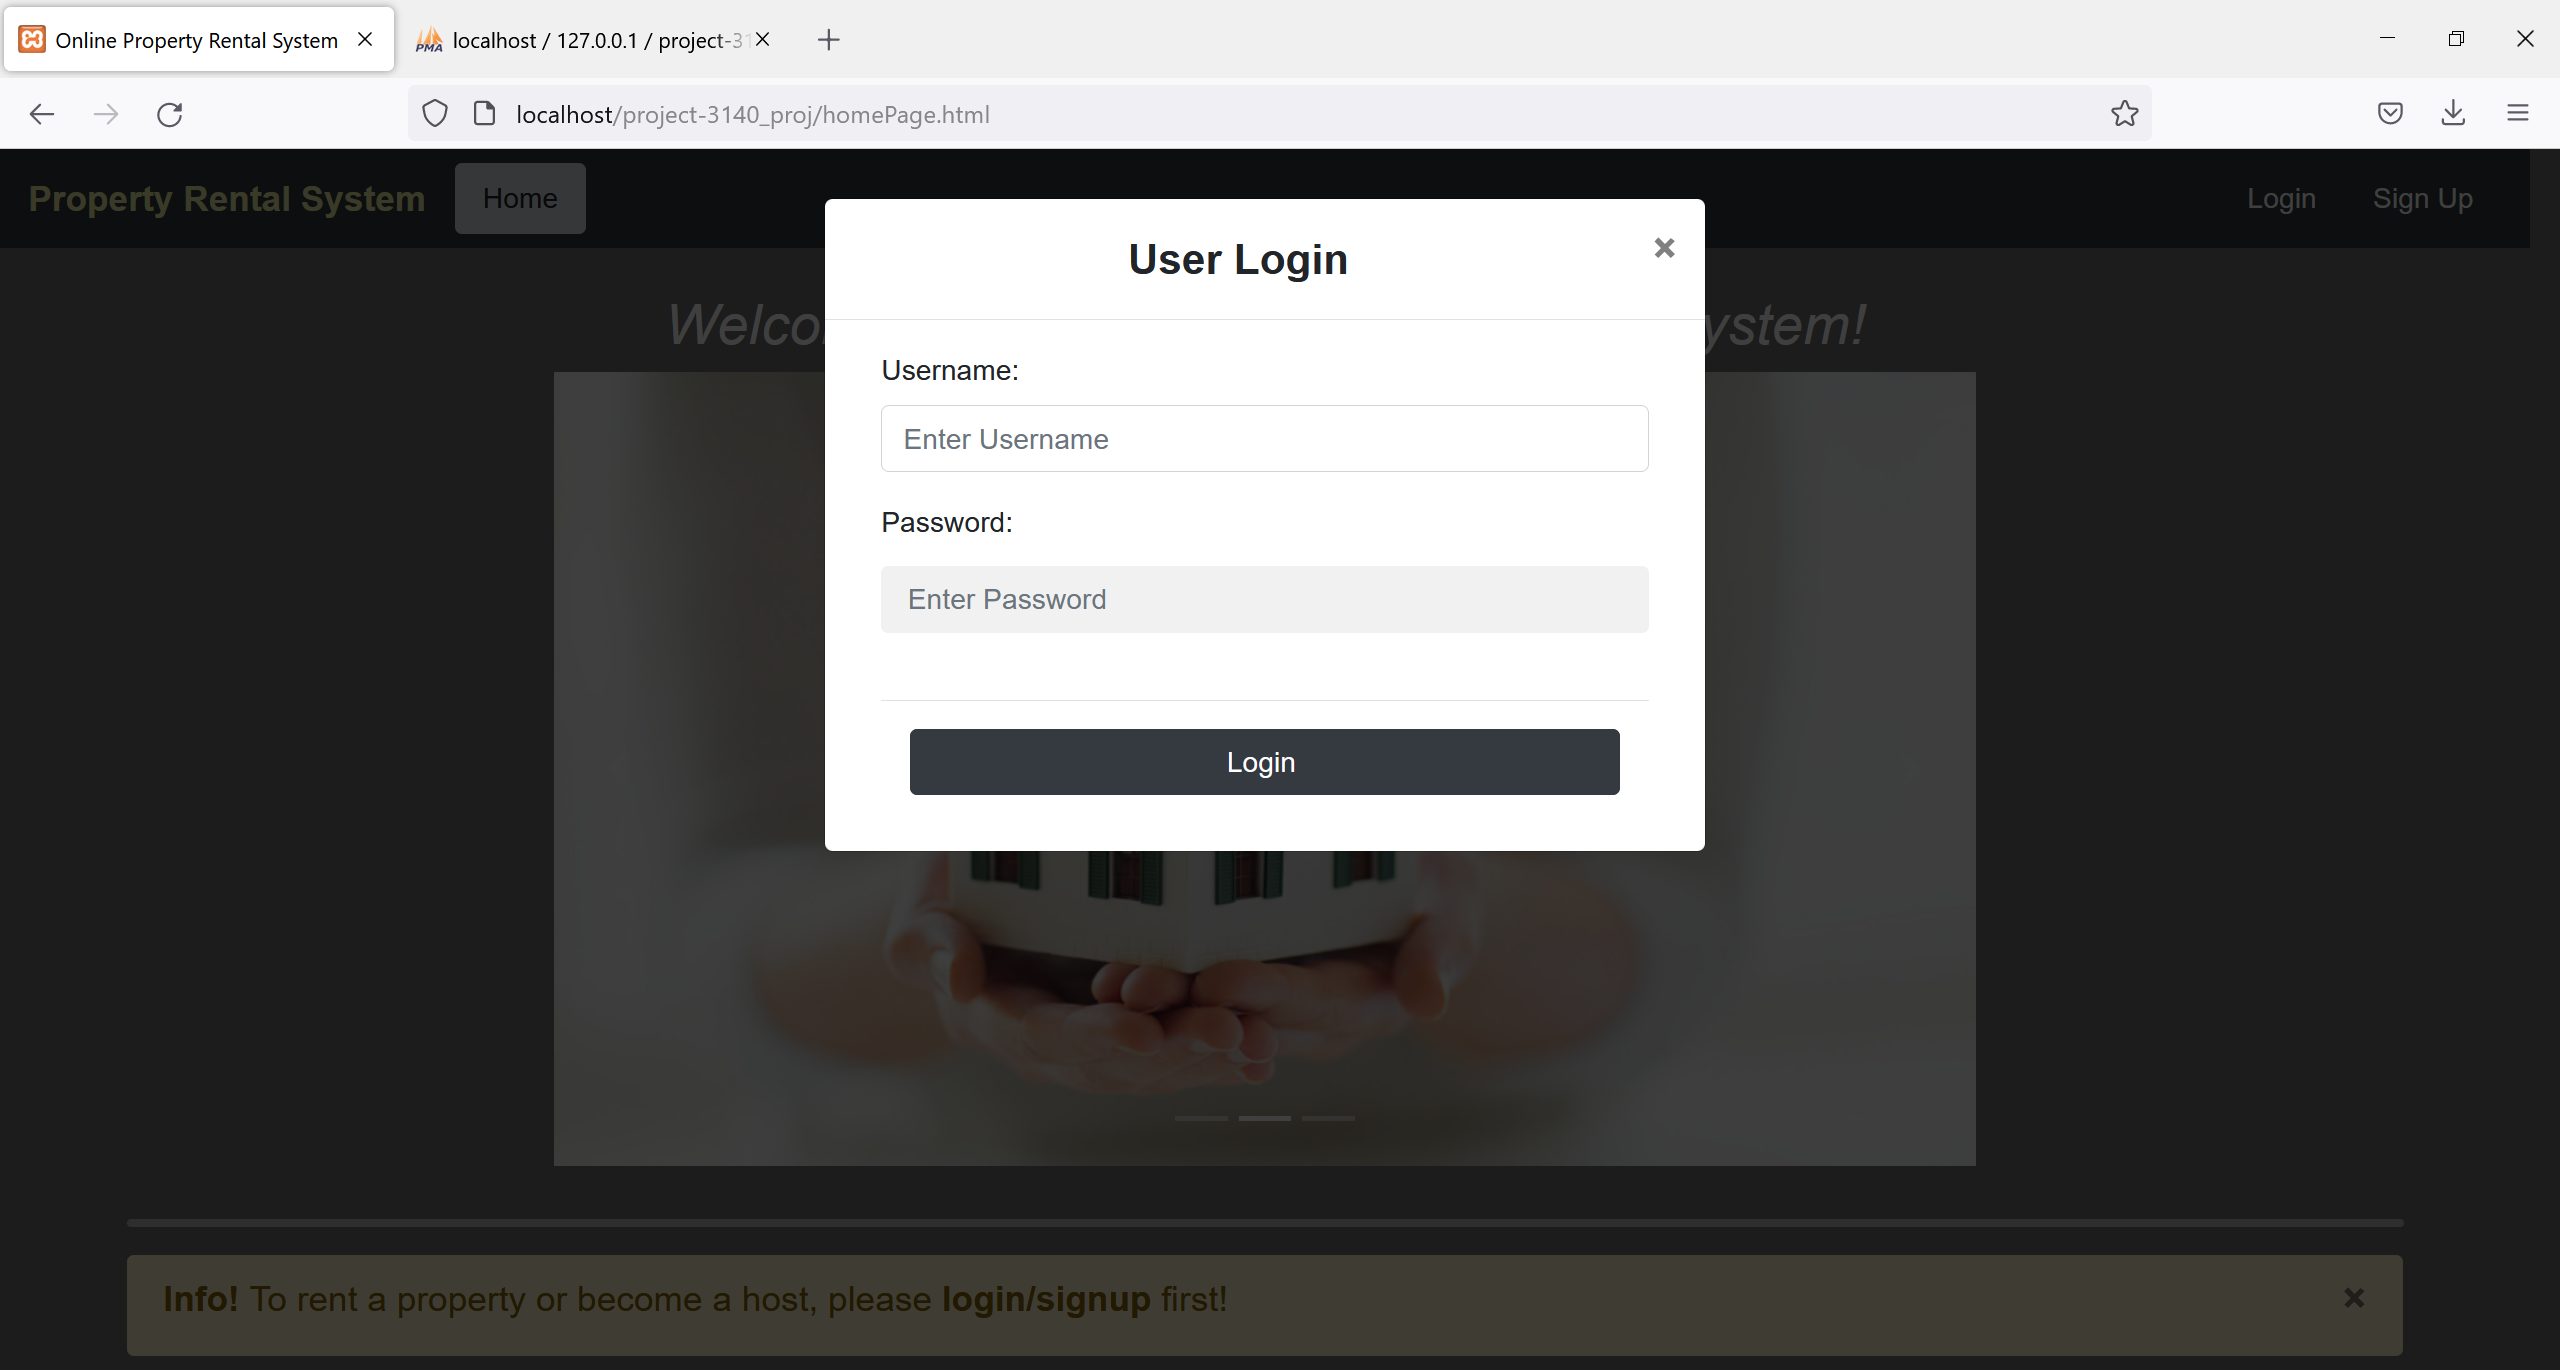 Online Property Rental System
PMA localhost / 127.0.0.1 / project-31
localhost/project-3140_proj/homePage.html
Property Rental System Home Login Sign Up
User Login
ystem!
Username:
Enter Username
Password:
Enter Password
Login
Info! To rent a property or become a host, please login/signup first!